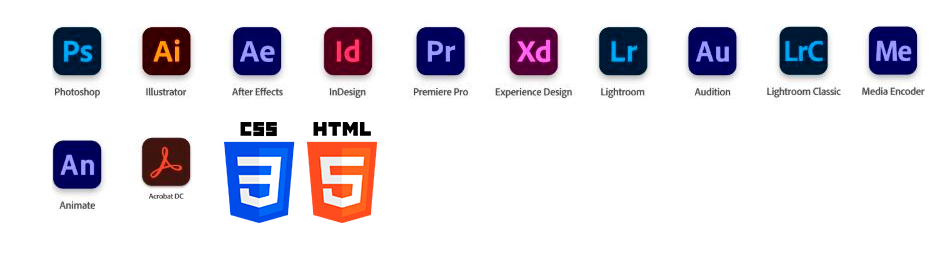 Ps Ai Ae Id Pr Xd Lr Au LrC Me
Photoshop Illustrator After Effects InDesign Premiere Pro Experience Design Lightroom Audition Lightroom Classic Media Encoder
CSS HTML
An 3 5
Acrobat DC
Animate